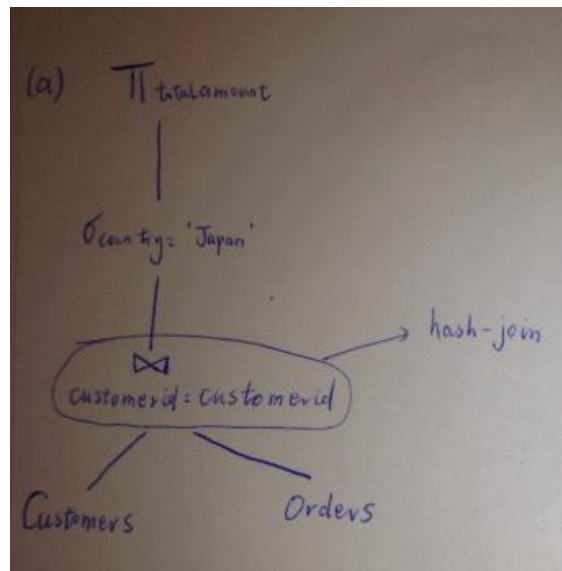 (a) Π totalamount
σ country = 'Japan'
hash-join
⋈
customerid = customerid
Customers Orders